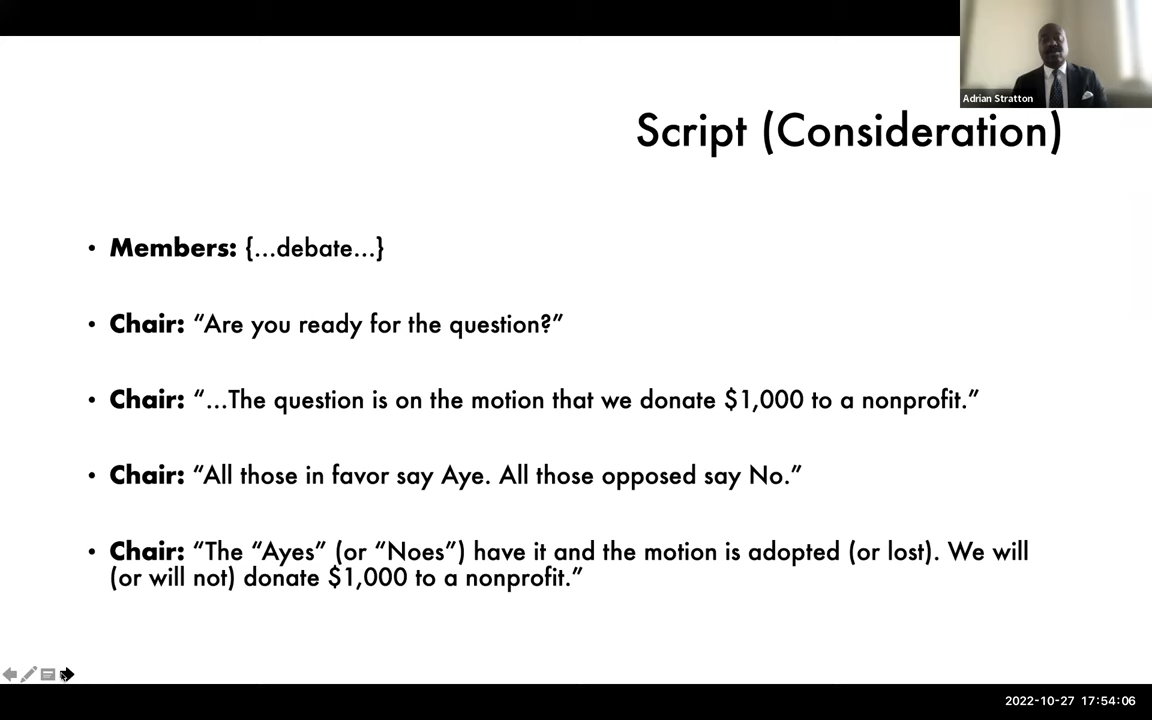 Adrian Stratton
Script (Consideration)
• Members: {…debate…}
• Chair: “Are you ready for the question?”
• Chair: “…The question is on the motion that we donate $1,000 to a nonprofit.”
• Chair: “All those in favor say Aye. All those opposed say No.”
• Chair: “The “Ayes” (or “Noes”) have it and the motion is adopted (or lost). We will
(or will not) donate $1,000 to a nonprofit.”
2022-10-27 17:54:06